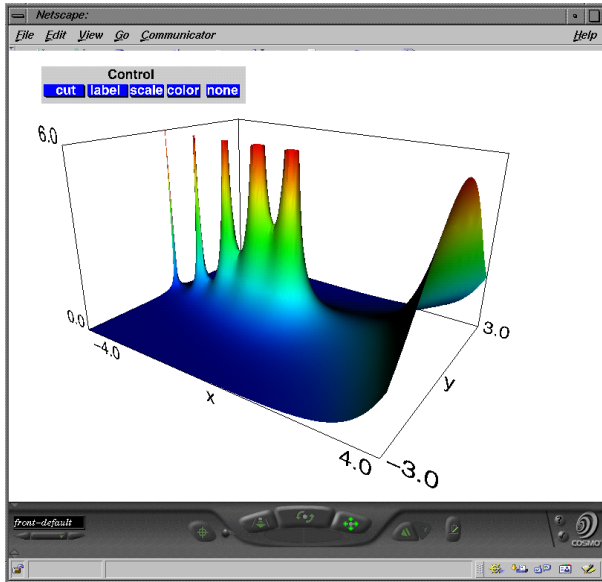 Netscape:
File Edit View Go Communicator Help
Control
cut label scale color none
6.0
0.0
-4.0
x
4.0
-3.0
y
3.0
front-default
COSMO